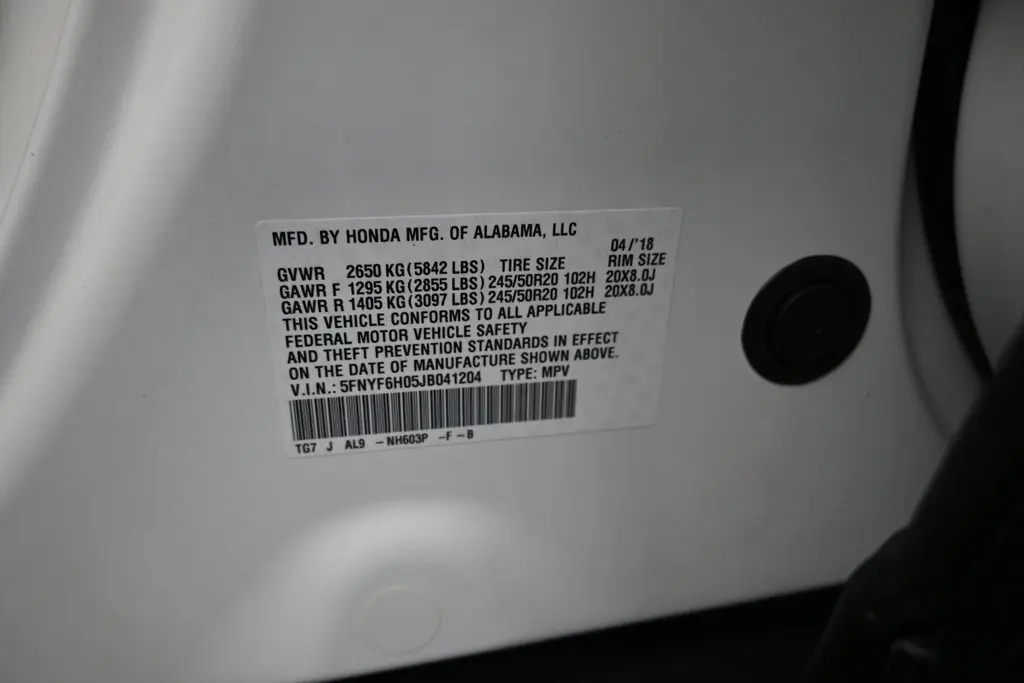 MFD. BY HONDA MFG. OF ALABAMA, LLC
04/'18
GVWR 2650 KG(5842 LBS) TIRE SIZE RIM SIZE
GAWR F 1295 KG(2855 LBS) 245/50R20 102H 20X8.0J
GAWR R 1405 KG(3097 LBS) 245/50R20 102H 20X8.0J
THIS VEHICLE CONFORMS TO ALL APPLICABLE
FEDERAL MOTOR VEHICLE SAFETY
AND THEFT PREVENTION STANDARDS IN EFFECT
ON THE DATE OF MANUFACTURE SHOWN ABOVE.
V.I.N.: 5FNYF6H05JB041204 TYPE: MPV
TG7 J AL9 -NH603P -F -B